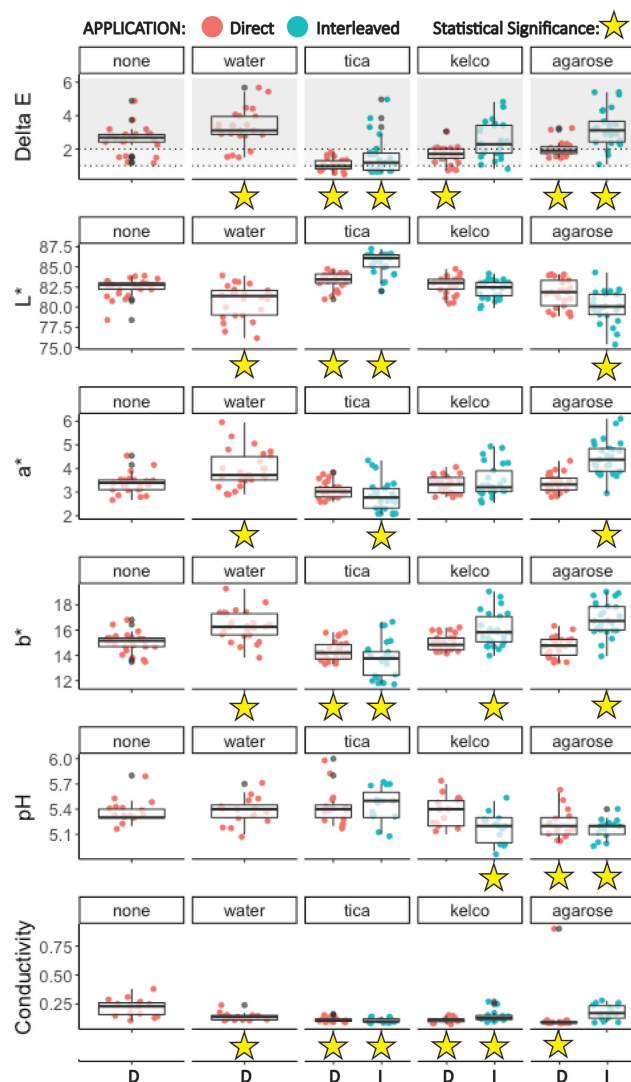 APPLICATION: Direct Interleaved Statistical Significance:
none water tica kelco agarose
Delta E
6
4
2
none water tica kelco agarose
L*
87.5
85.0
82.5
80.0
77.5
75.0
none water tica kelco agarose
a*
6
5
4
3
2
none water tica kelco agarose
b*
18
16
14
12
none water tica kelco agarose
pH
6.0
5.7
5.4
5.1
none water tica kelco agarose
Conductivity
0.75
0.50
0.25
D D D I D I D I